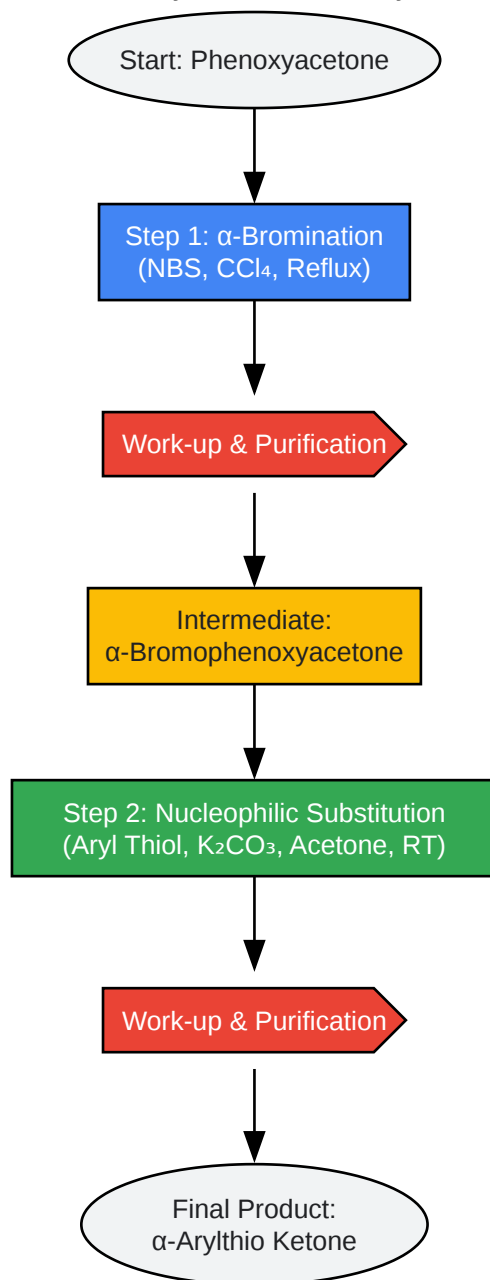 Start: Phenoxyacetone
Step 1: α-Bromination
(NBS, CCl₄, Reflux)
Work-up & Purification
Intermediate:
α-Bromophenoxyacetone
Step 2: Nucleophilic Substitution
(Aryl Thiol, K₂CO₃, Acetone, RT)
Work-up & Purification
Final Product:
α-Arylthio Ketone